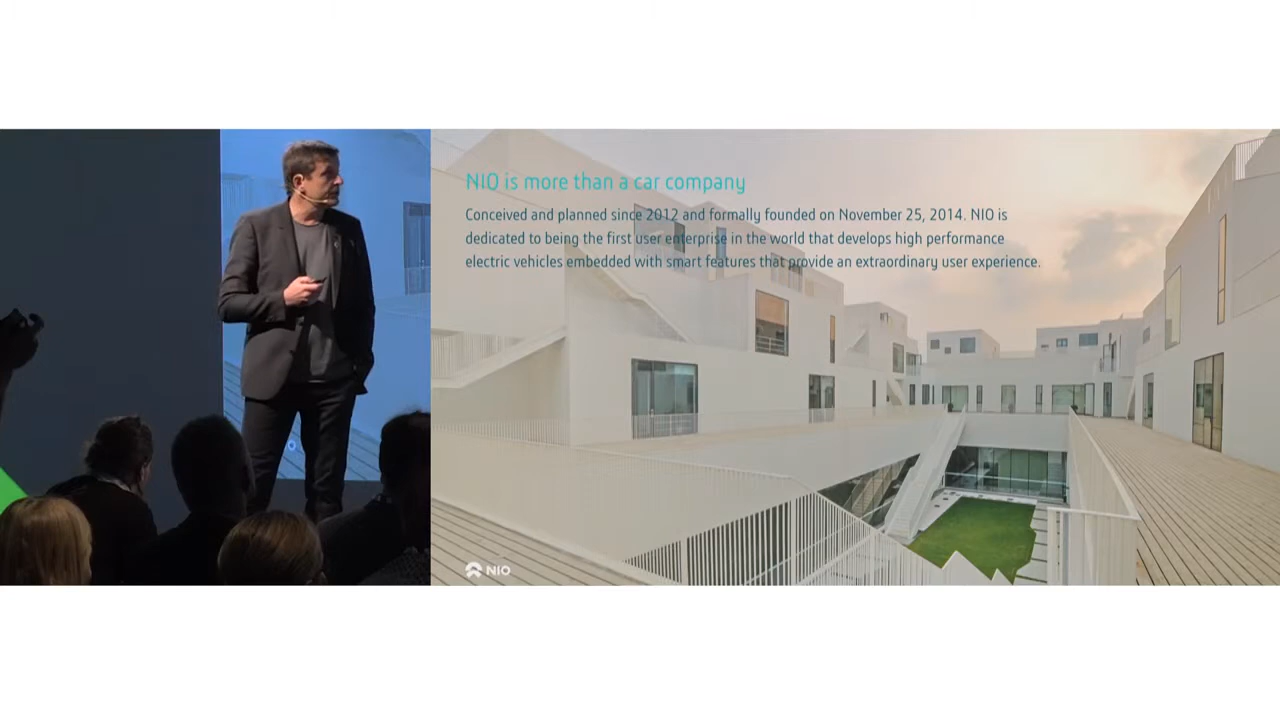 NIO is more than a car company
Conceived and planned since 2012 and formally founded on November 25, 2014. NIO is
dedicated to being the first user enterprise in the world that develops high performance
electric vehicles embedded with smart features that provide an extraordinary user experience.
NIO